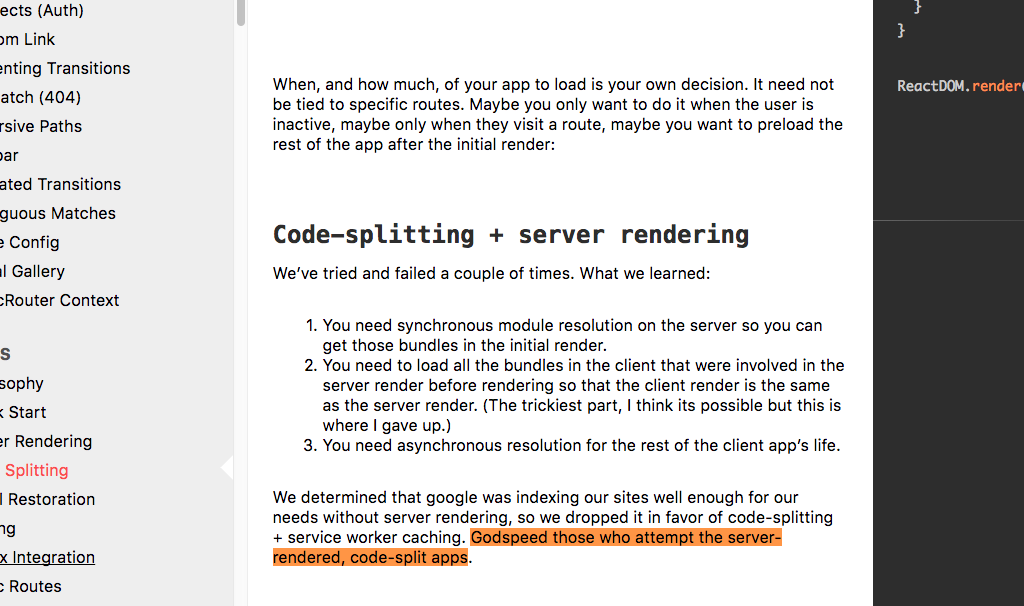 ects (Auth)
om Link
enting Transitions
atch (404)
rsive Paths
bar
ated Transitions
guous Matches
e Config
l Gallery
cRouter Context
s
sophy
k Start
er Rendering
Splitting
l Restoration
ng
x Integration
c Routes
When, and how much, of your app to load is your own decision. It need not
be tied to specific routes. Maybe you only want to do it when the user is
inactive, maybe only when they visit a route, maybe you want to preload the
rest of the app after the initial render:
Code-splitting + server rendering
We’ve tried and failed a couple of times. What we learned:
1. You need synchronous module resolution on the server so you can
get those bundles in the initial render.
2. You need to load all the bundles in the client that were involved in the
server render before rendering so that the client render is the same
as the server render. (The trickiest part, I think its possible but this is
where I gave up.)
3. You need asynchronous resolution for the rest of the client app’s life.
We determined that google was indexing our sites well enough for our
needs without server rendering, so we dropped it in favor of code-splitting
+ service worker caching. Godspeed those who attempt the server-
rendered, code-split apps.
}
}
ReactDOM.render(